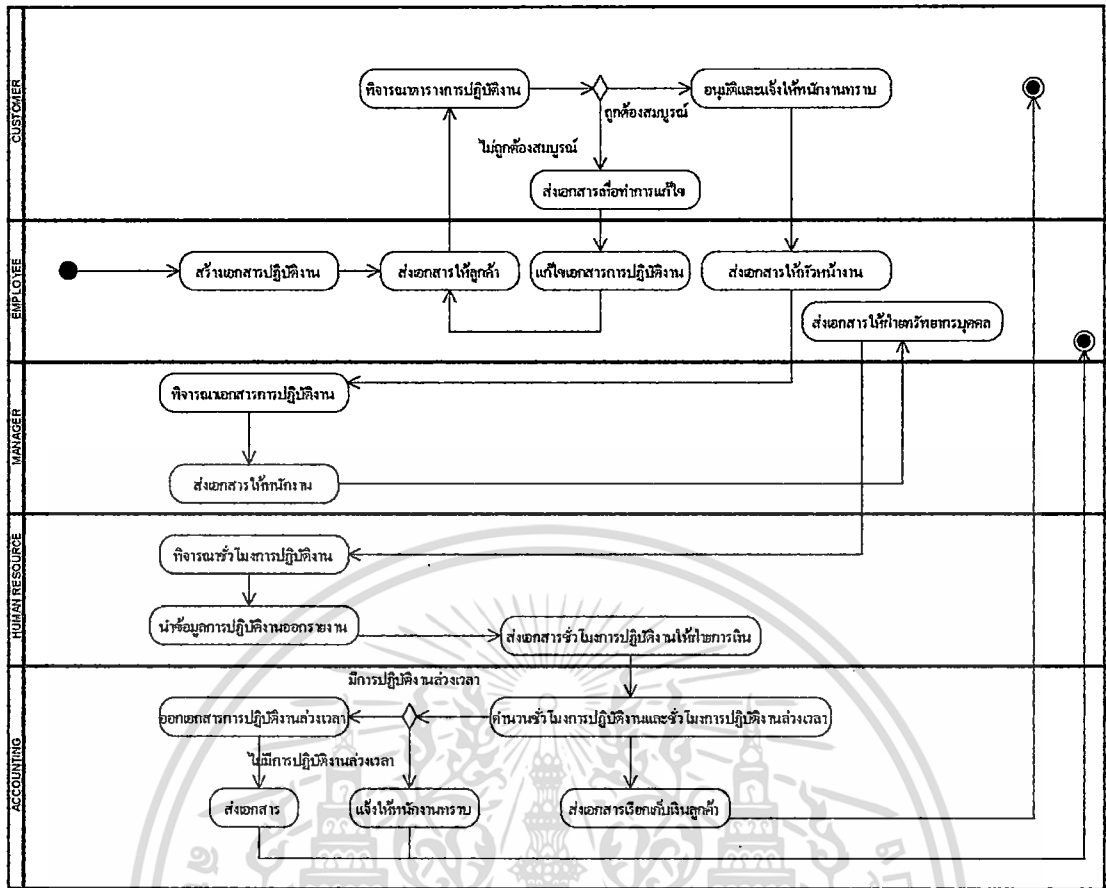 CUSTOMER
พิจารณาตารางการปฏิบัติงาน
อนุมัติและแจ้งให้พนักงานทราบ
ถูกต้องสมบูรณ์
ไม่ถูกต้องสมบูรณ์
ส่งเอกสารเพื่อทำการแก้ไข
EMPLOYEE
สร้างเอกสารปฏิบัติงาน
ส่งเอกสารให้ลูกค้า
แก้ไขเอกสารการปฏิบัติงาน
ส่งเอกสารให้หัวหน้างาน
ส่งเอกสารให้ฝ่ายทรัพยากรบุคคล
MANAGER
พิจารณาเอกสารการปฏิบัติงาน
ส่งเอกสารให้พนักงาน
HUMAN RESOURCE
พิจารณาชั่วโมงการปฏิบัติงาน
นำข้อมูลการปฏิบัติงานออกรายงาน
ส่งเอกสารชั่วโมงการปฏิบัติงานให้ฝ่ายการเงิน
ACCOUNTING
มีการปฏิบัติงานล่วงเวลา
ออกเอกสารการปฏิบัติงานล่วงเวลา
คำนวนชั่วโมงการปฏิบัติงานและชั่วโมงการปฏิบัติงานล่วงเวลา
ไม่มีการปฏิบัติงานล่วงเวลา
ส่งเอกสาร
แจ้งให้พนักงานทราบ
ส่งเอกสารเรียกเก็บเงินลูกค้า